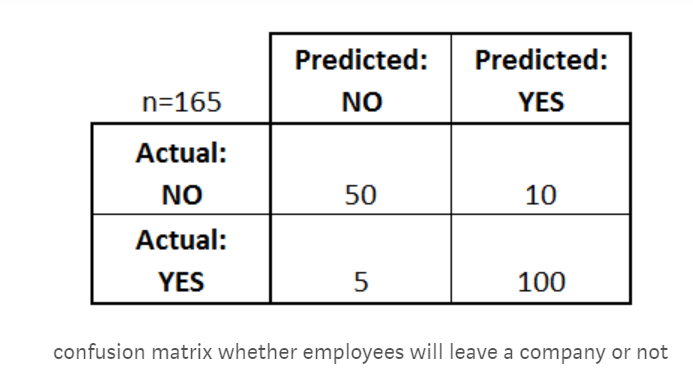 Predicted: Predicted:
n=165 NO YES
Actual:
NO 50 10
Actual:
YES 5 100
confusion matrix whether employees will leave a company or not